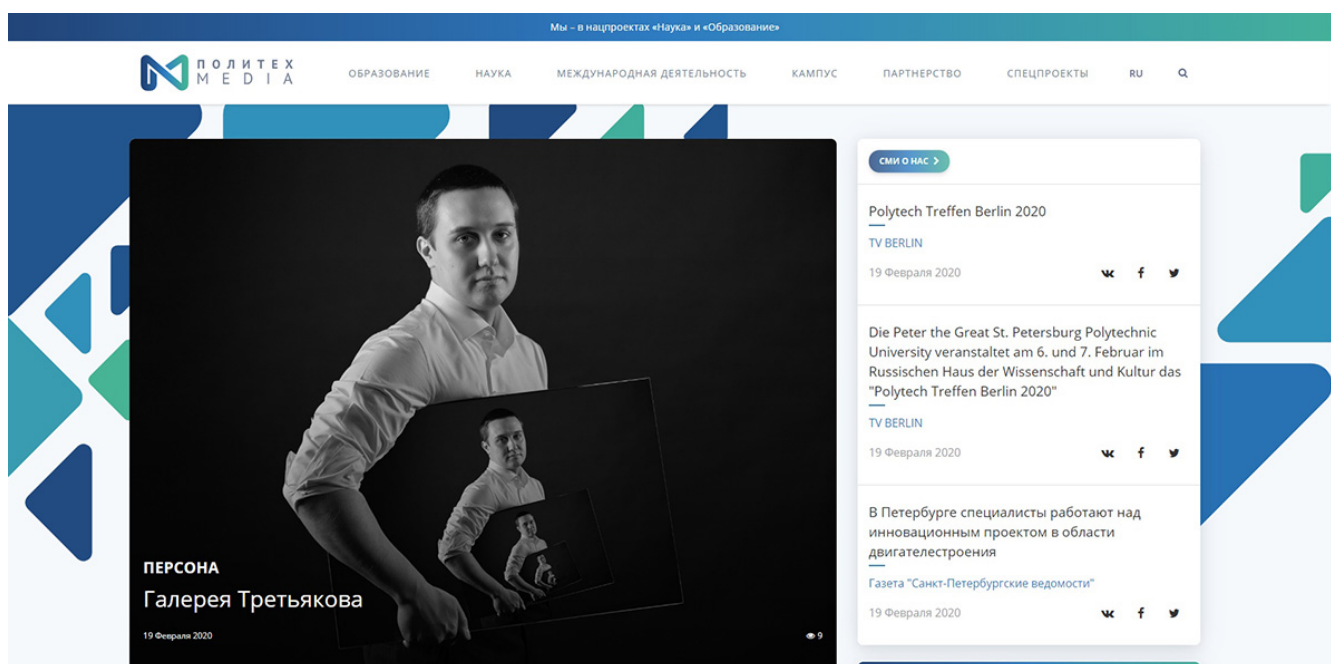 Мы – в нацпроектах «Наука» и «Образование»
ПОЛИТЕХ
MEDIA
ОБРАЗОВАНИЕ НАУКА МЕЖДУНАРОДНАЯ ДЕЯТЕЛЬНОСТЬ КАМПУС ПАРТНЕРСТВО СПЕЦПРОЕКТЫ RU
ПЕРСОНА
Галерея Третьякова
19 Февраля 2020 9
СМИ О НАС
Polytech Treffen Berlin 2020
TV BERLIN
19 Февраля 2020
Die Peter the Great St. Petersburg Polytechnic
University veranstaltet am 6. und 7. Februar im
Russischen Haus der Wissenschaft und Kultur das
"Polytech Treffen Berlin 2020"
TV BERLIN
19 Февраля 2020
В Петербурге специалисты работают над
инновационным проектом в области
двигателестроения
Газета "Санкт-Петербургские ведомости"
19 Февраля 2020